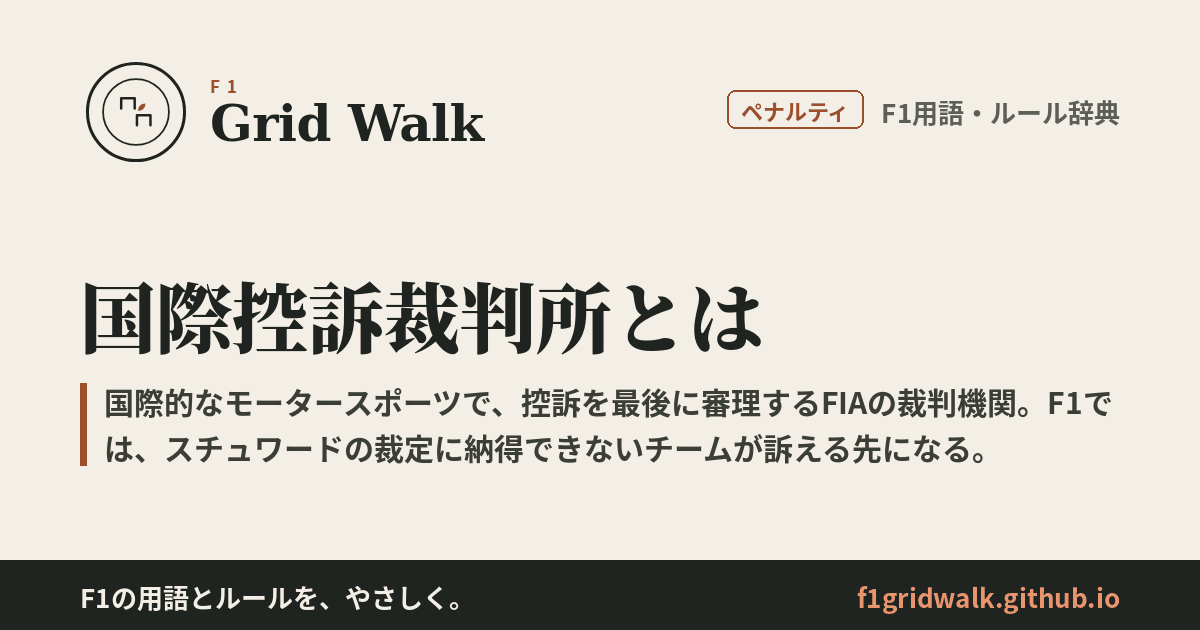 F1
Grid Walk
ペナルティ
F1用語・ルール辞典
国際控訴裁判所とは
国際的なモータースポーツで、控訴を最後に審理するFIAの裁判機関。F1で
は、スチュワードの裁定に納得できないチームが訴える先になる。
F1の用語とルールを、やさしく。
f1gridwalk.github.io